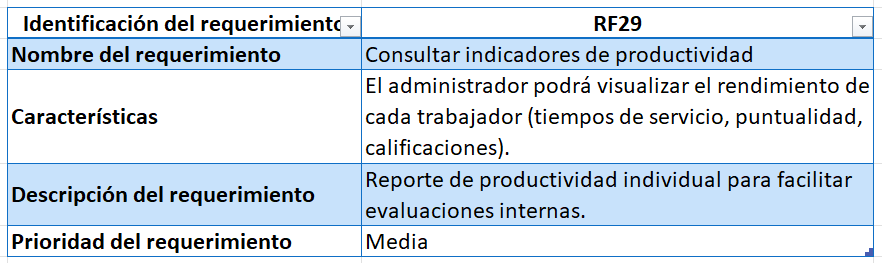 Identificación del requerimiento RF29
Nombre del requerimiento Consultar indicadores de productividad
Características El administrador podrá visualizar el rendimiento de
cada trabajador (tiempos de servicio, puntualidad,
calificaciones).
Descripción del requerimiento Reporte de productividad individual para facilitar
evaluaciones internas.
Prioridad del requerimiento Media